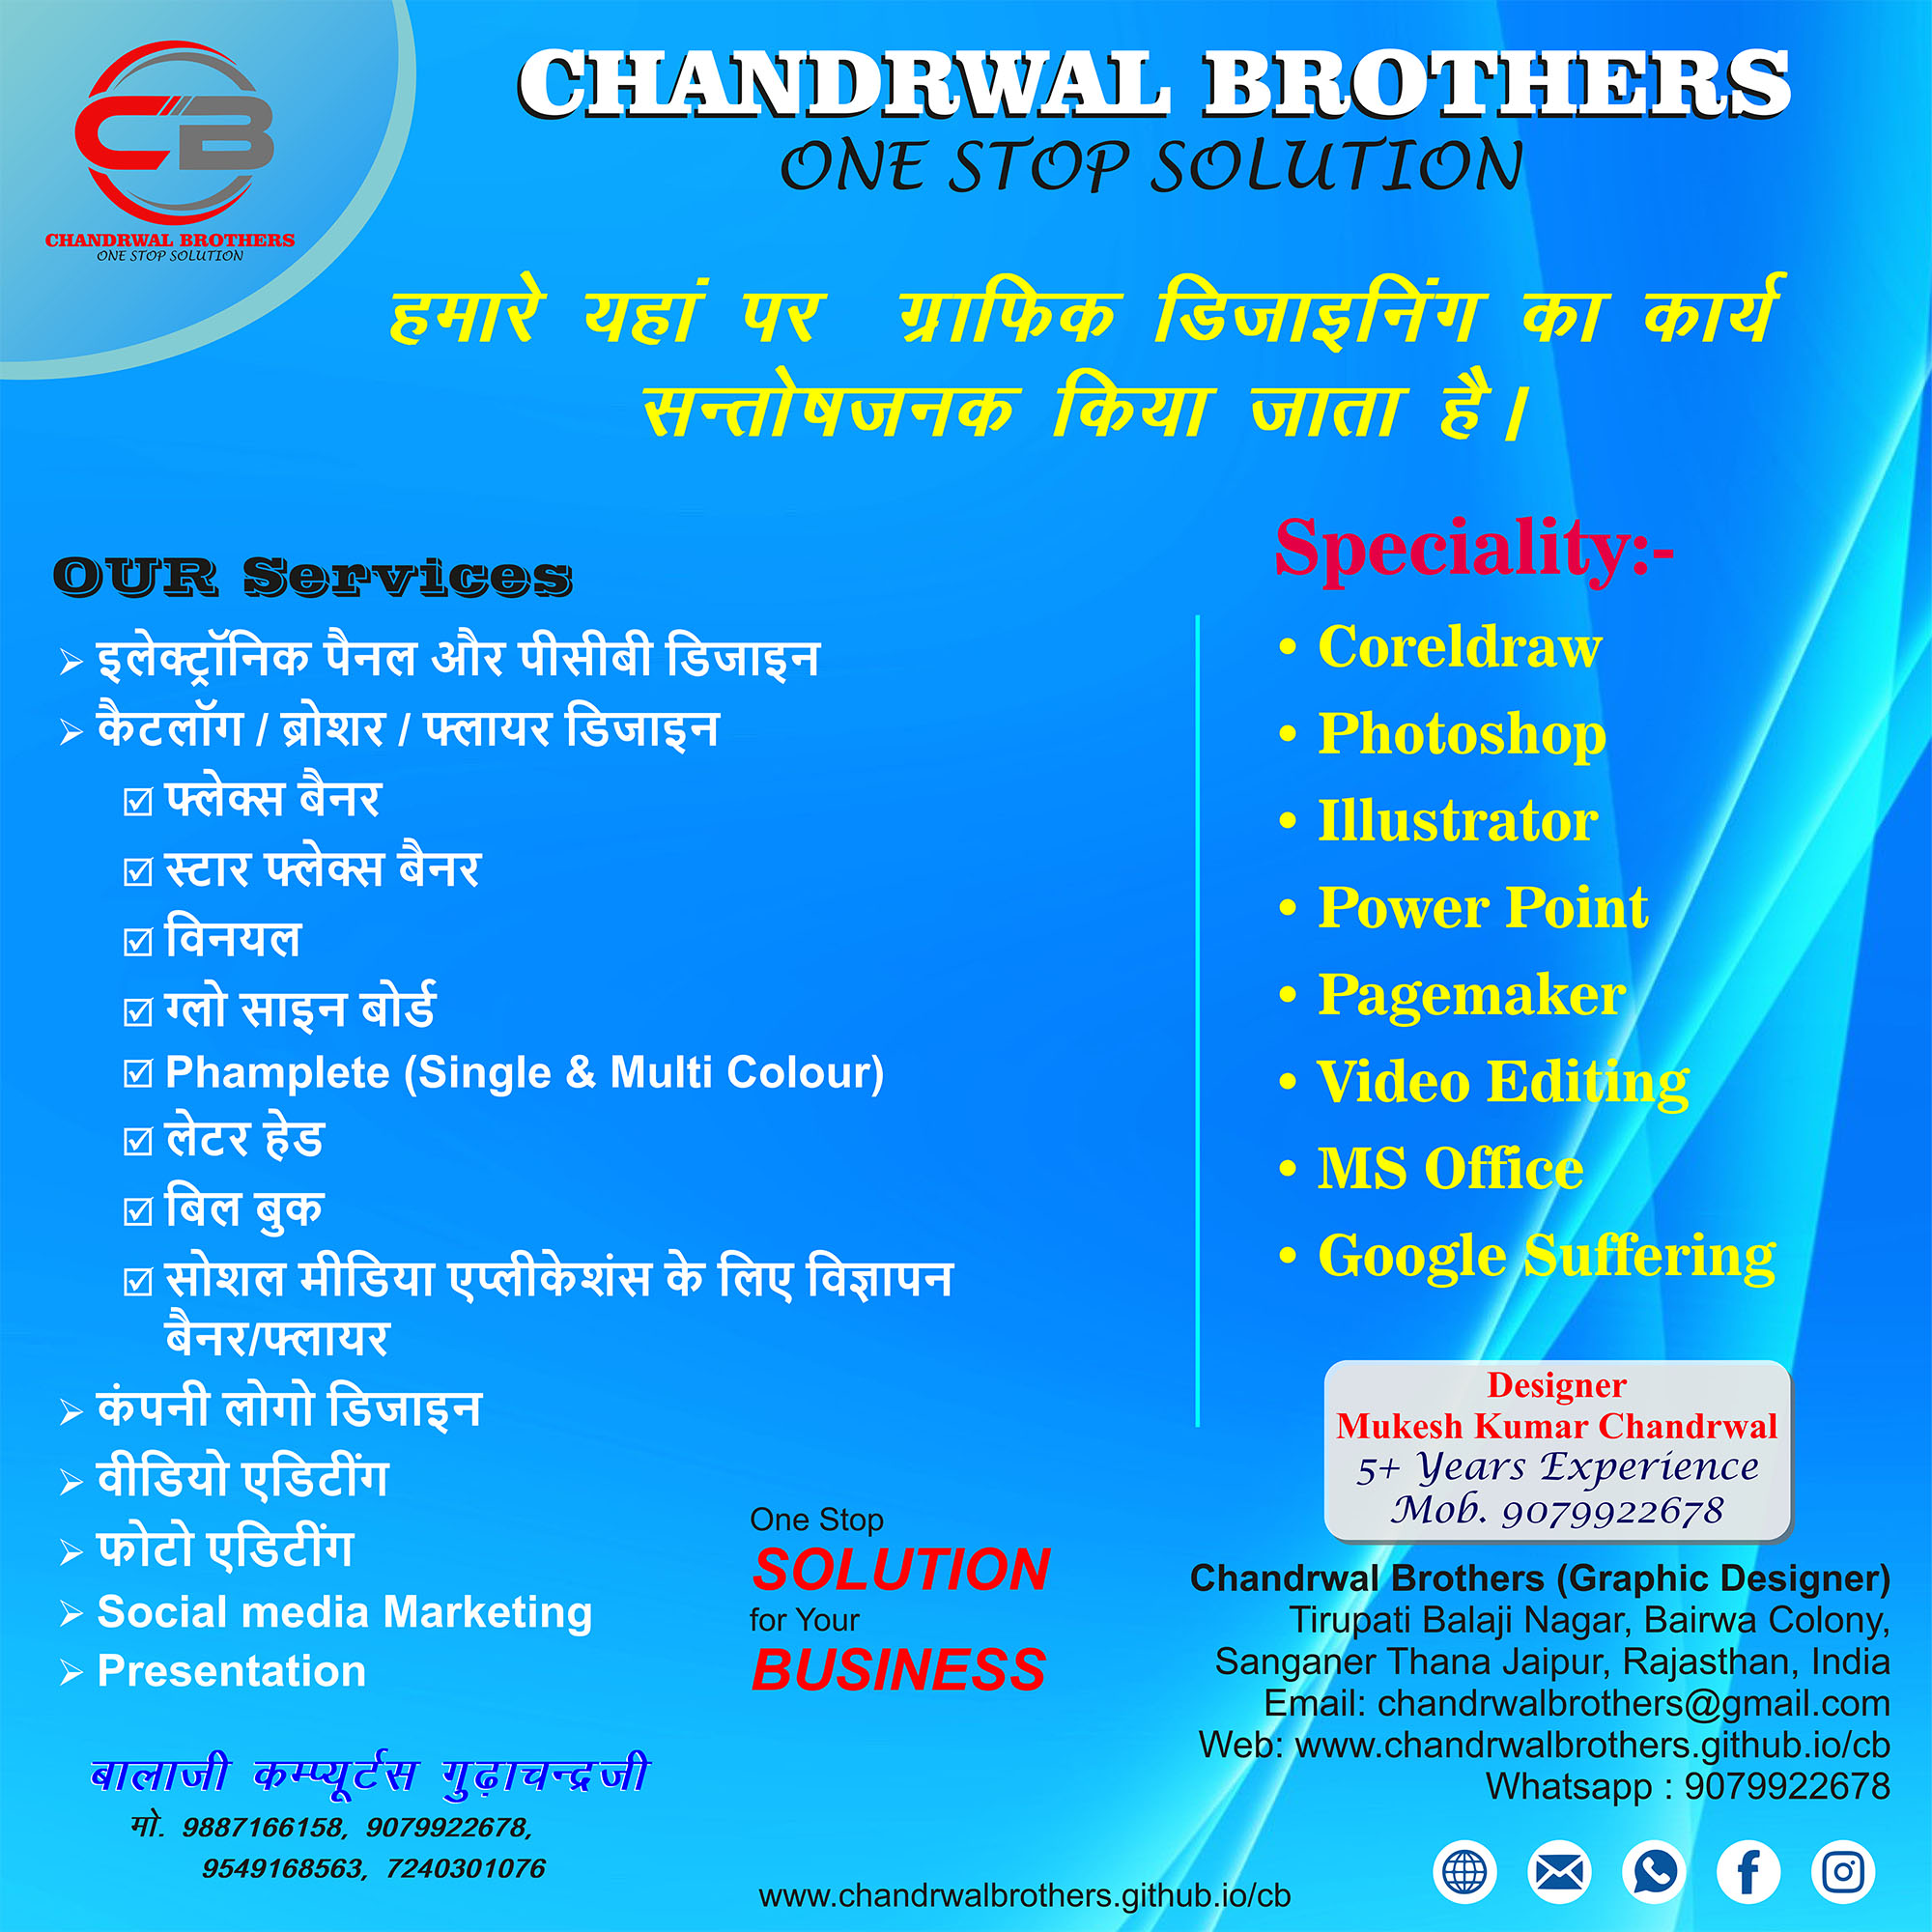 CB
CHANDRWAL BROTHERS
ONE STOP SOLUTION
CHANDRWAL BROTHERS
ONE STOP SOLUTION
हमारे यहां पर ग्राफिक डिजाइनिंग का कार्य
सन्तोषजनक किया जाता है।
OUR Services
इलेक्ट्रॉनिक पैनल और पीसीबी डिजाइन
कैटलॉग / ब्रोशर / फ्लायर डिजाइन
फ्लेक्स बैनर
स्टार फ्लेक्स बैनर
विनयल
ग्लो साइन बोर्ड
Phamplete (Single & Multi Colour)
लेटर हेड
बिल बुक
सोशल मीडिया एप्लीकेशंस के लिए विज्ञापन
बैनर/फ्लायर
कंपनी लोगो डिजाइन
वीडियो एडिटींग
फोटो एडिटींग
Social media Marketing
Presentation
Speciality:-
• Coreldraw
• Photoshop
• Illustrator
• Power Point
• Pagemaker
• Video Editing
• MS Office
• Google Suffering
Designer
Mukesh Kumar Chandrwal
5+ Years Experience
Mob. 9079922678
One Stop
SOLUTION
for Your
BUSINESS
Chandrwal Brothers (Graphic Designer)
Tirupati Balaji Nagar, Bairwa Colony,
Sanganer Thana Jaipur, Rajasthan, India
Email: chandrwalbrothers@gmail.com
Web: www.chandrwalbrothers.github.io/cb
Whatsapp : 9079922678
बालाजी कम्प्यूर्टस गुढ़ाचन्द्रजी
मो. 9887166158, 9079922678,
9549168563, 7240301076
www.chandrwalbrothers.github.io/cb